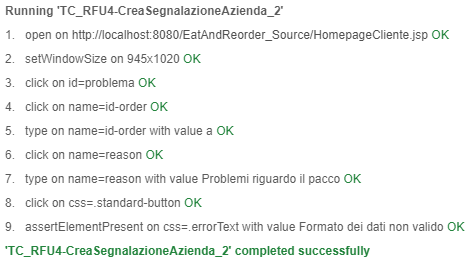 Running 'TC_RFU4-CreaSegnalazioneAzienda_2'
1. open on http://localhost:8080/EatAndReorder_Source/HomepageCliente.jsp OK
2. setWindowSize on 945x1020 OK
3. click on id=problema OK
4. click on name=id-order OK
5. type on name=id-order with value a OK
6. click on name=reason OK
7. type on name=reason with value Problemi riguardo il pacco OK
8. click on css=.standard-button OK
9. assertElementPresent on css=.errorText with value Formato dei dati non valido OK
'TC_RFU4-CreaSegnalazioneAzienda_2' completed successfully